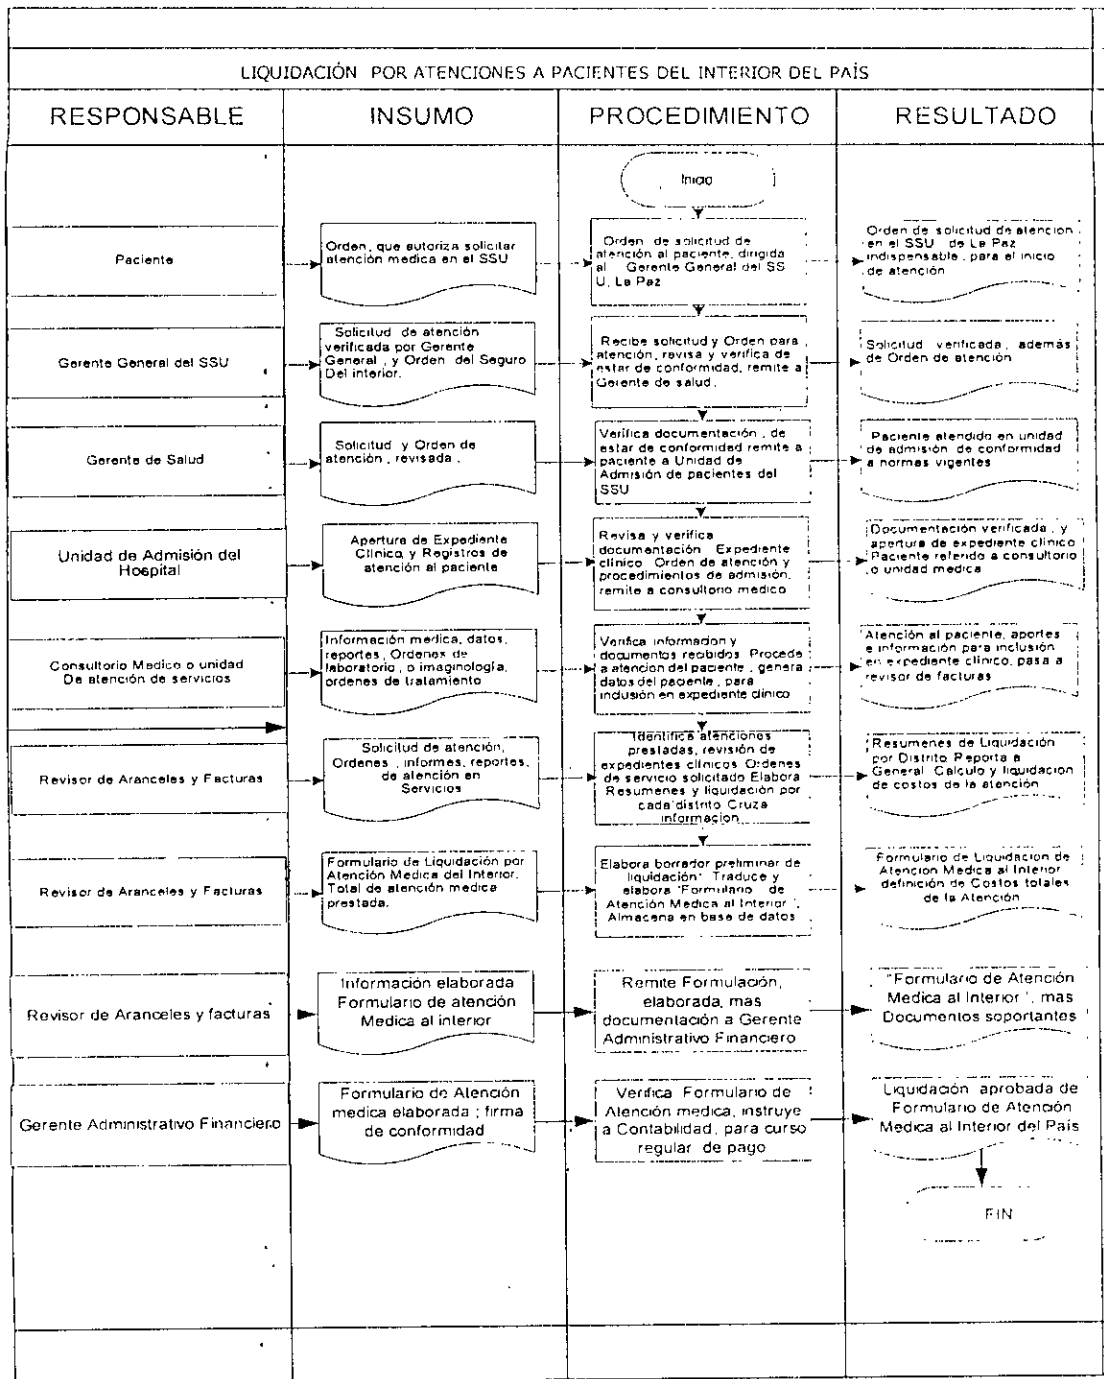 LIQUIDACIÓN POR ATENCIONES A PACIENTES DEL INTERIOR DEL PAÍS
RESPONSABLE
INSUMO
PROCEDIMIENTO
RESULTADO
Inicio
Paciente
Orden, que autoriza solicitar
atención medica en el SSU
Orden de solicitud de
atención al paciente, dirigida
al Gerente General del SS
U, La Paz
Orden de solicitud de atencion
en el SSU de La Paz
indispensable, para el inicio
de atención
Gerente General del SSU
Solicitud de atención
verificada por Gerente
General, y Orden del Seguro
Del interior.
Recibe solicitud y Orden para
atención, revisa y verifica de
estar de conformidad, remite a
Gerente de salud.
Solicitud verificada, además
de Orden de atención
Gerente de Salud
Solicitud y Orden de
atención, revisada,
Verifica documentación, de
estar de conformidad remite a
paciente a Unidad de
Admisión de pacientes del
SSU
Paciente atendido en unidad
de admisión de conformidad
a normas vigentes
Unidad de Admisión del
Hospital
Apertura de Expediente
Clínico, y Registros de
atención al paciente
Revisa y verifica
documentación Expediente
clínico Orden de atención y
procedimientos de admisión,
remite a consultorio medico
Documentación verificada, y
apertura de expediente clínico
Paciente referido a consultorio
o unidad medica
Consultorio Medico o unidad
De atención de servicios
Información medica, datos,
reportes, Ordenes de
laboratorio, o imaginología,
ordenes de tratamiento
Verifica informacion y
documentos recibidos Procede
a atencion del paciente, genera
datos del paciente, para
inclusión en expediente clinico
Atención al paciente, aportes
e información para inclusión
en expediente clínico, pasa a
revisor de facturas
Revisor de Aranceles y Facturas
Solicitud de atención,
Ordenes, informes, reportes,
de atención en
Servicios
Identifica atenciones
prestadas, revisión de
expedientes clínicos Ordenes
de servicio solicitado Elabora
Resumenes y liquidación por
cada distrito Cruza
informacion
Resumenes de Liquidación
por Distrito Reporta a
General Calculo y liquidacion
de costos de la atención
Revisor de Aranceles y Facturas
Formulario de Liquidación por
Atención Medica del Interior.
Total de atención medica
prestada.
Elabora borrador preliminar de
liquidación" Traduce y
elabora "Formulario de
Atención Medica al Interior",
Almacena en base de datos
Formulario de Liquidacion de
Atención Medica al Interior
definición de Costos totales
de la Atención
Revisor de Aranceles y facturas
Información elaborada
Formulario de atención
Medica al interior
Remite Formulación,
elaborada, mas
documentación a Gerente
Administrativo Financiero
"Formulario de Atención
Medica al Interior", mas
Documentos soportantes
Gerente Administrativo Financiero
Formulario de Atención
medica elaborada; firma
de conformidad
Verifica Formulario de
Atención medica, instruye
a Contabilidad, para curso
regular de pago
Liquidación aprobada de
Formulario de Atención
Medica al Interior del País
FIN